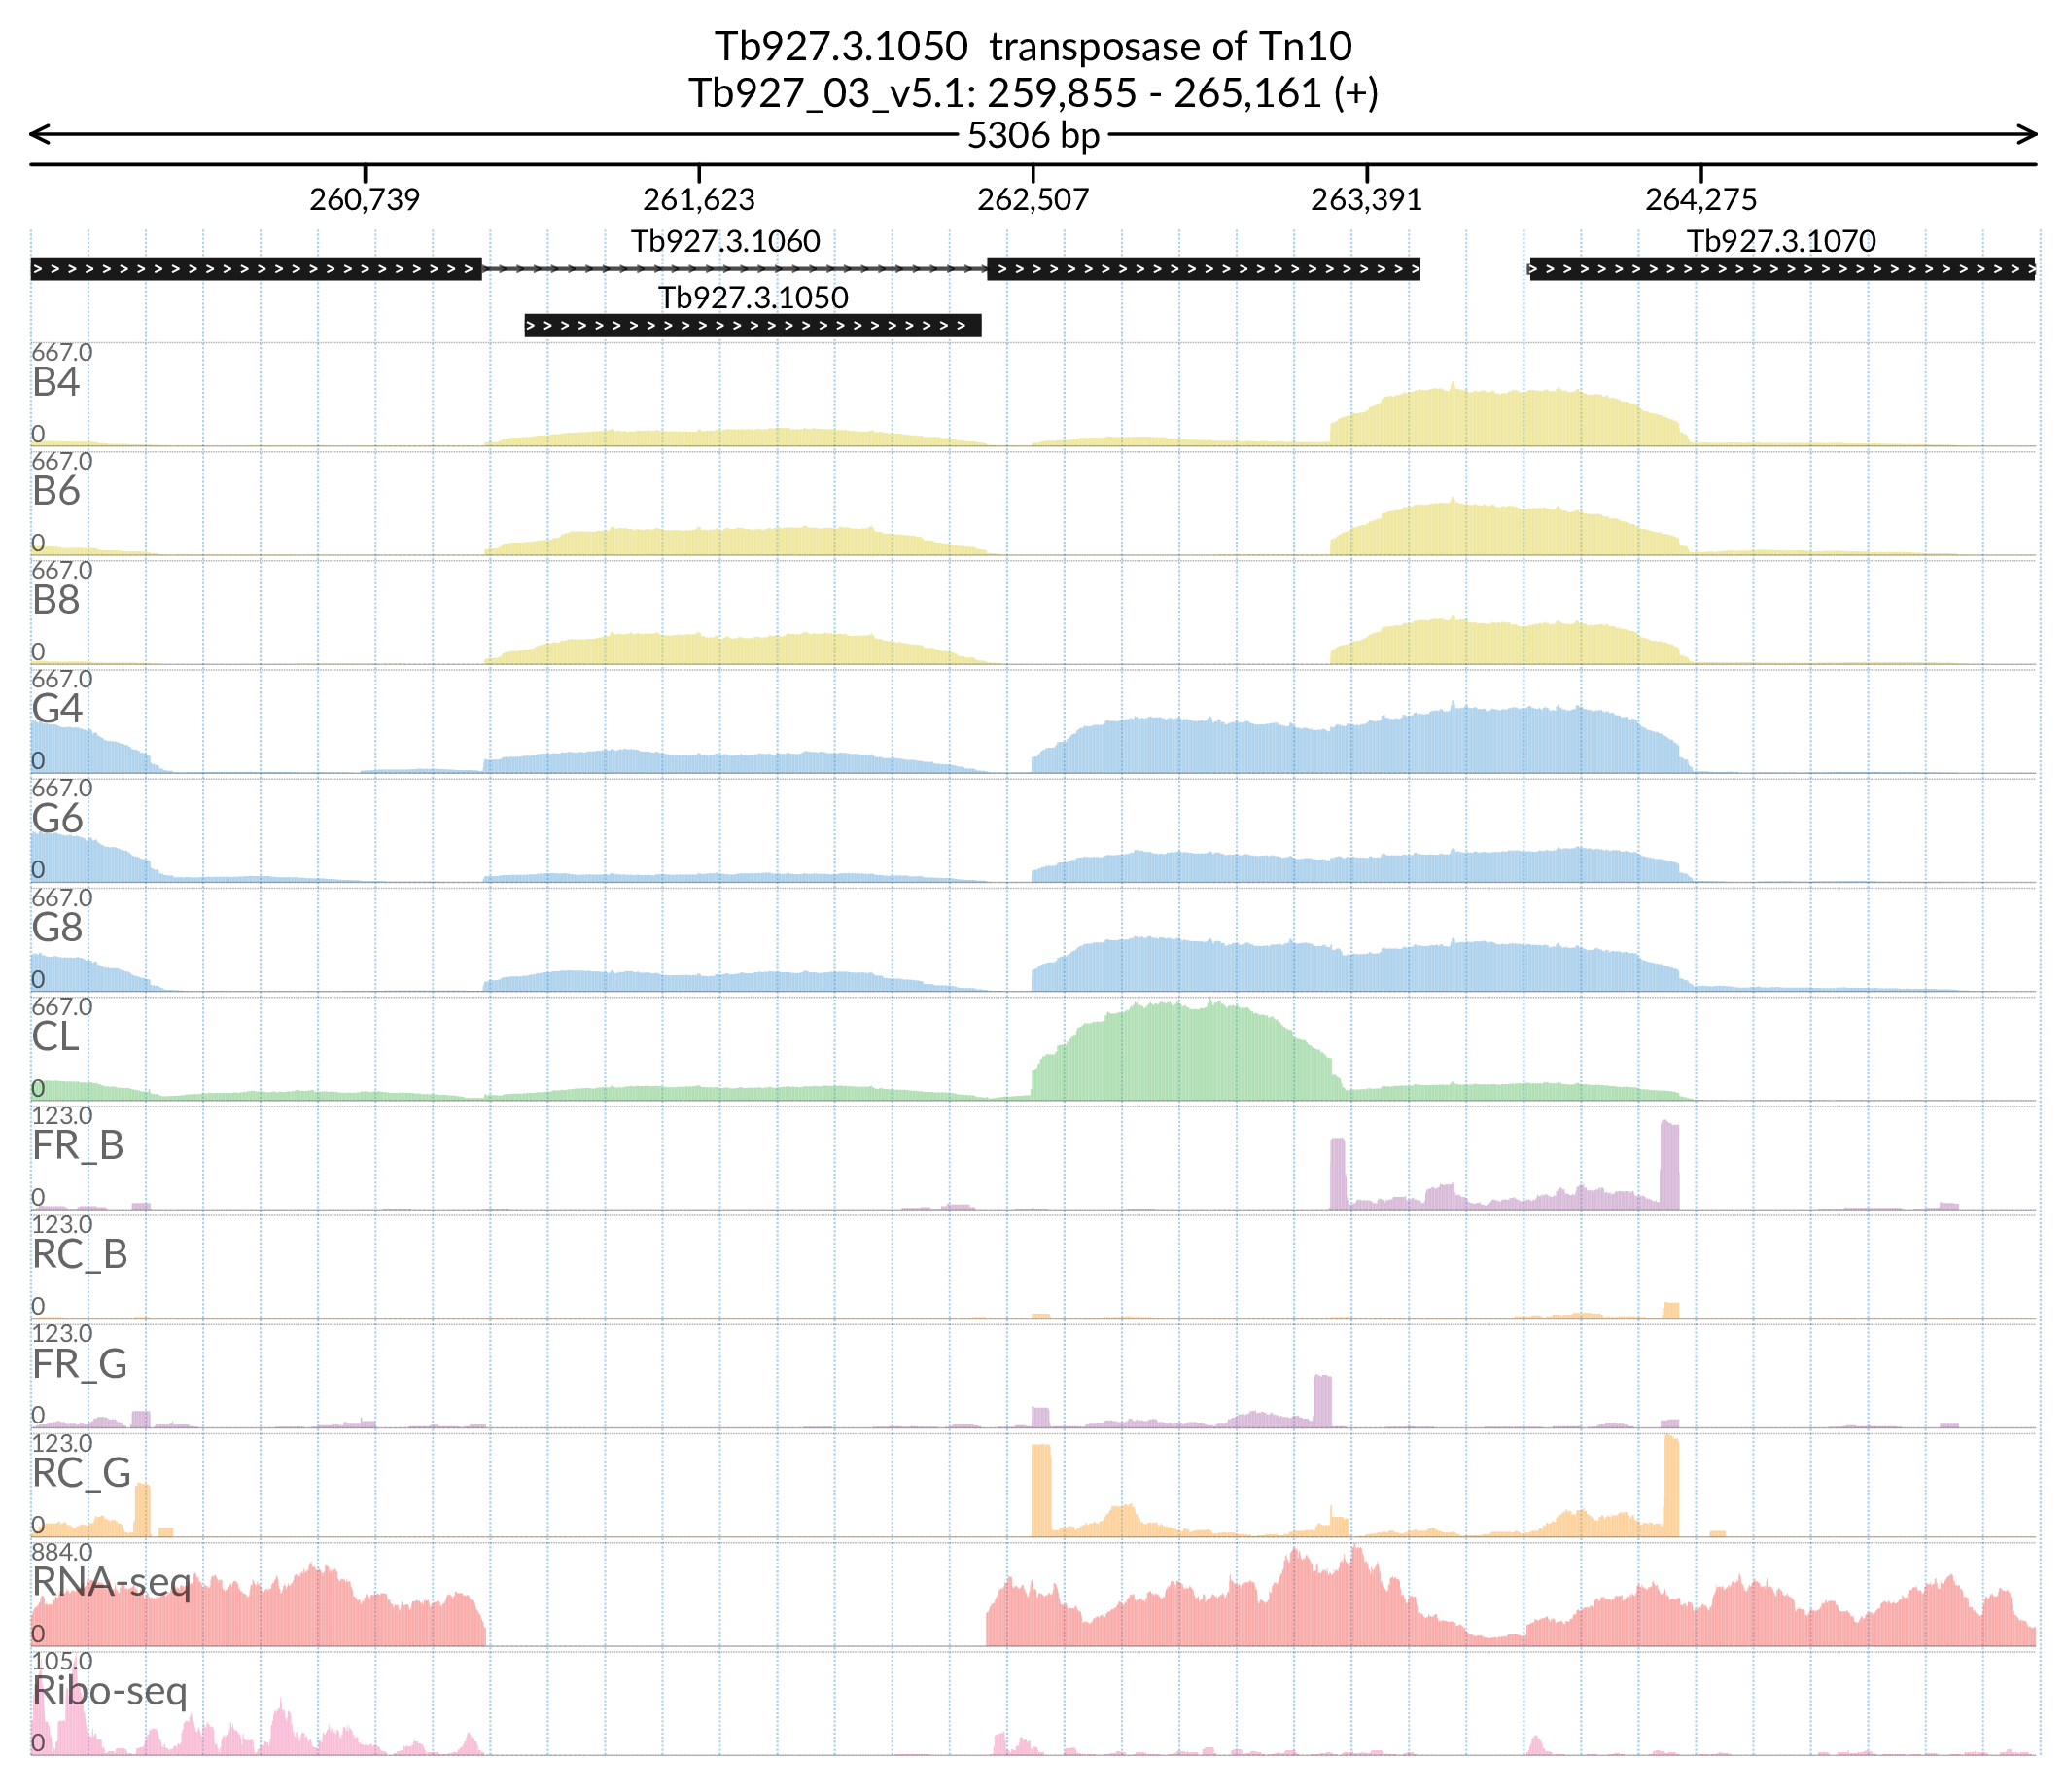 Tb927.3.1050  transposase of Tn10
Tb927_03_v5.1: 259,855 - 265,161 (+)
5306 bp
260,739 261,623 262,507 263,391 264,275
Tb927.3.1060 Tb927.3.1070
Tb927.3.1050
667.0
B4
0
667.0
B6
0
667.0
B8
0
667.0
G4
0
667.0
G6
0
667.0
G8
0
667.0
CL
0
123.0
FR_B
0
123.0
RC_B
0
123.0
FR_G
0
123.0
RC_G
0
884.0
RNA-seq
0
105.0
Ribo-seq
0